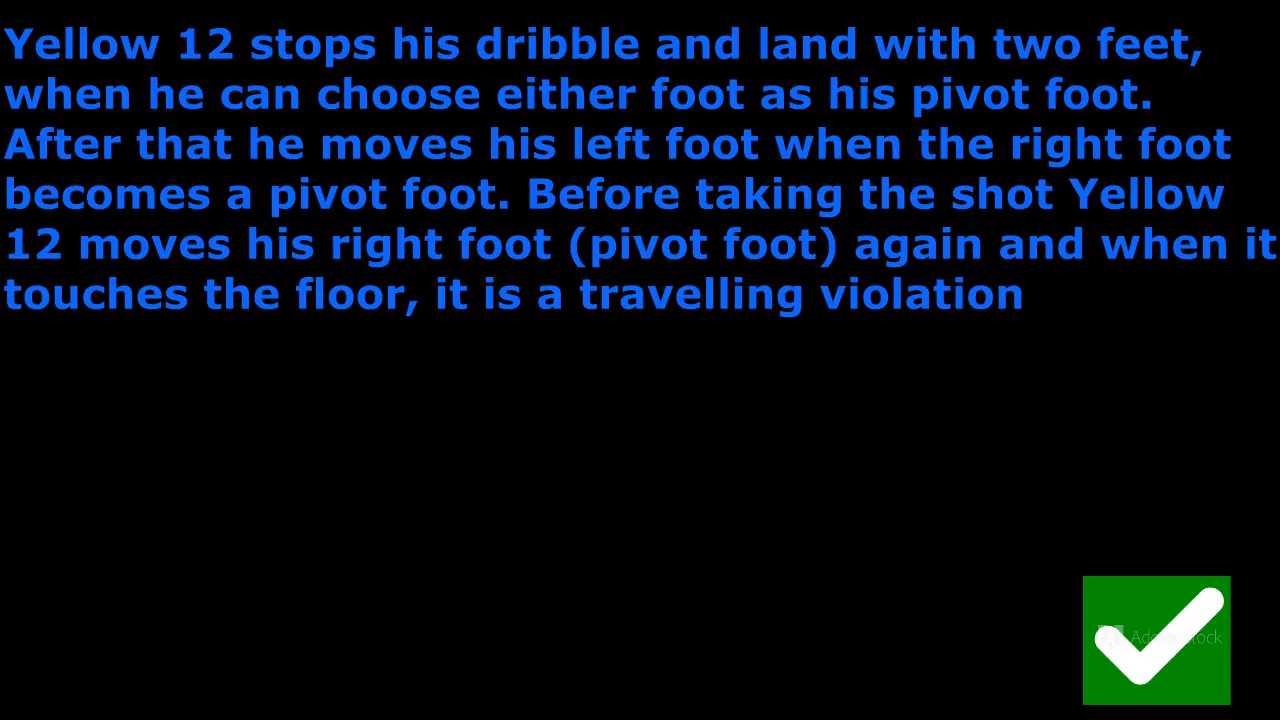 Yellow 12 stops his dribble and land with two feet,
when he can choose either foot as his pivot foot.
After that he moves his left foot when the right foot
becomes a pivot foot. Before taking the shot Yellow
12 moves his right foot (pivot foot) again and when it
touches the floor, it is a travelling violation